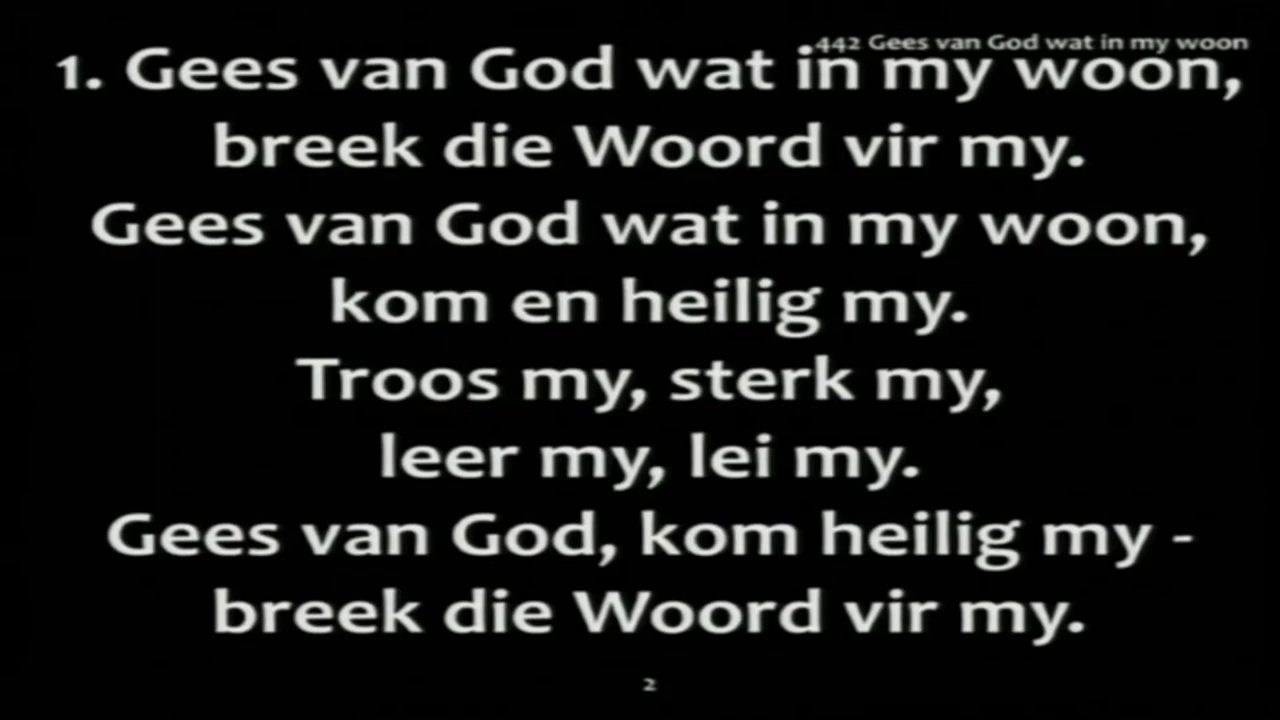 442 Gees van God wat in my woon
1. Gees van God wat in my woon,
breek die Woord vir my.
Gees van God wat in my woon,
kom en heilig my.
Troos my, sterk my,
leer my, lei my.
Gees van God, kom heilig my -
breek die Woord vir my.
2